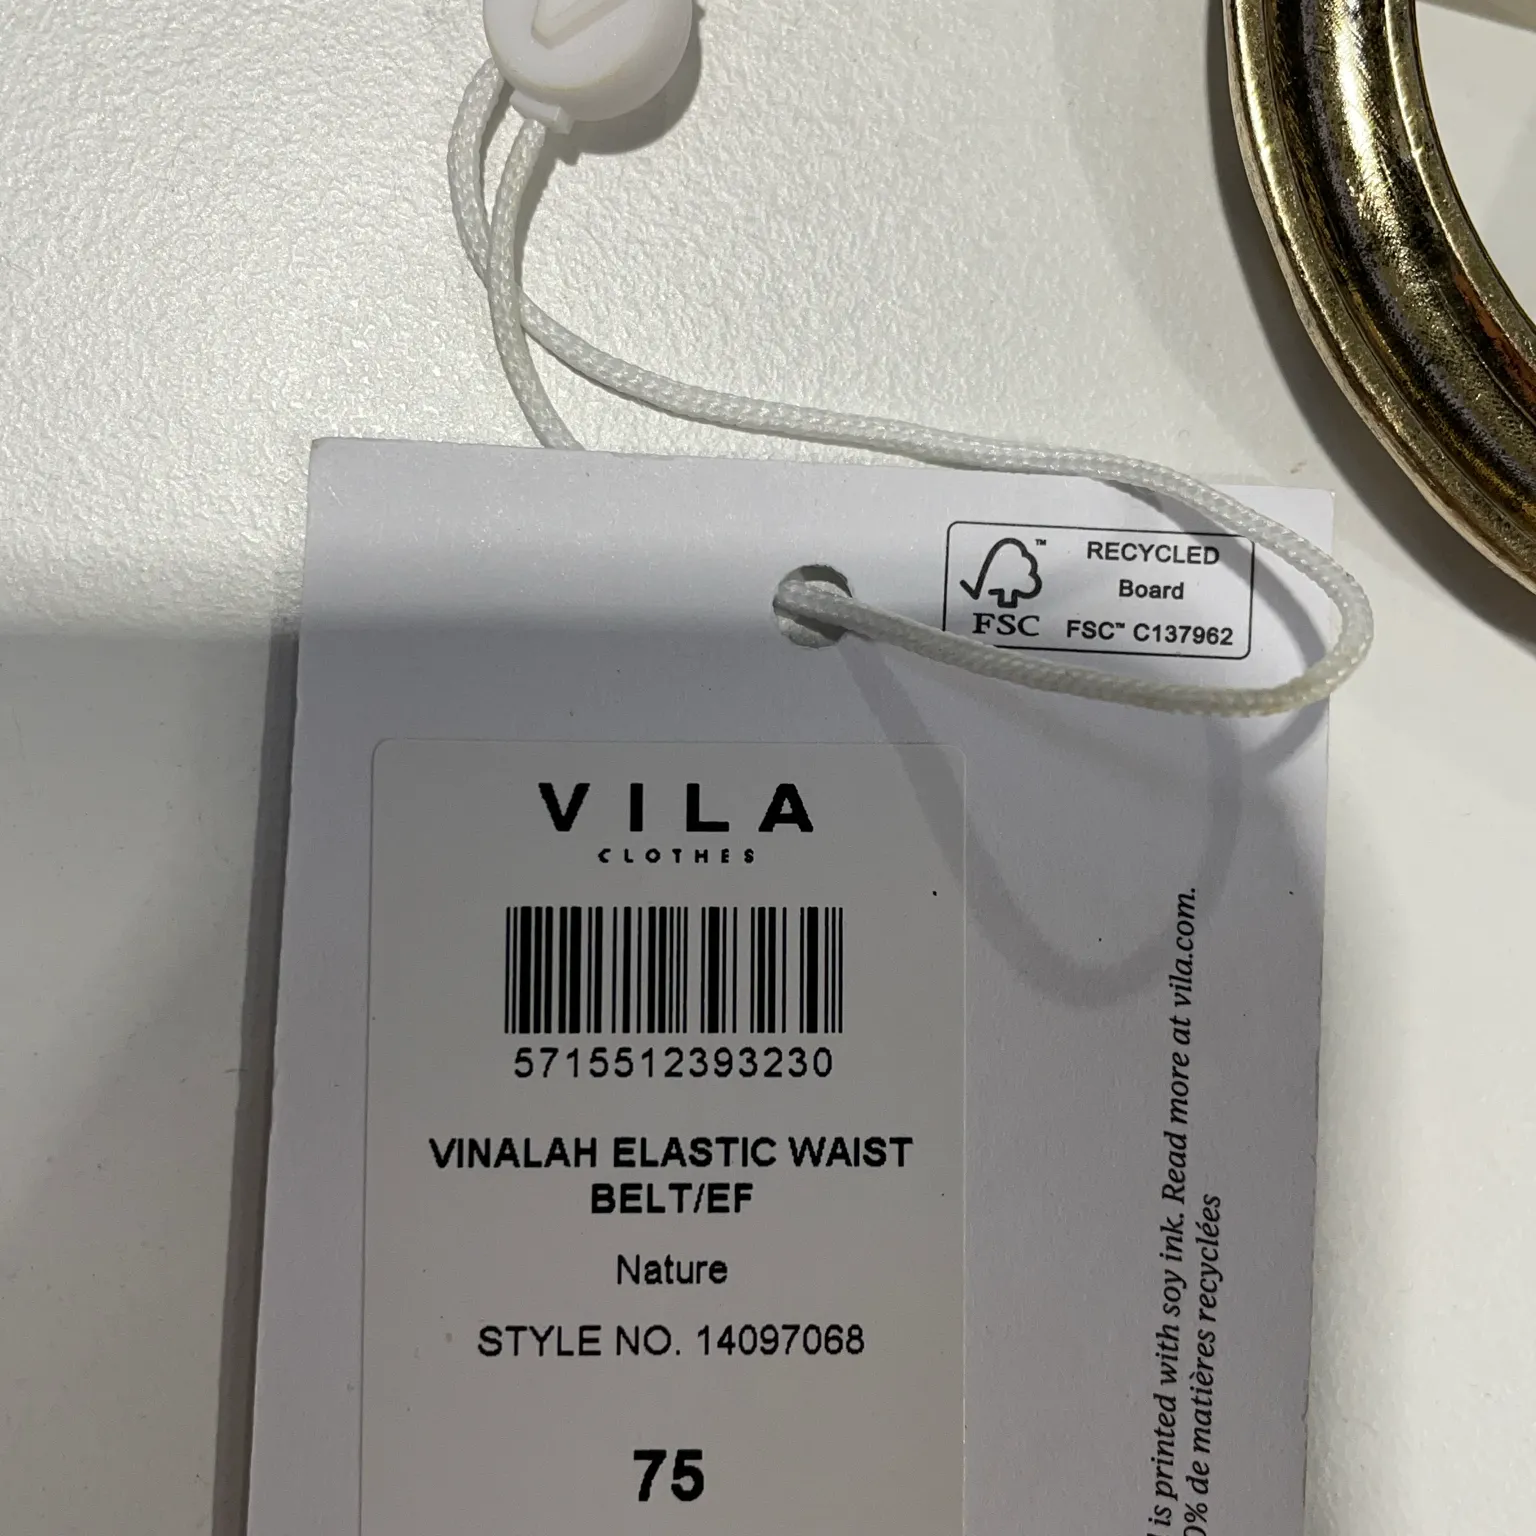 RECYCLED
Board
FSC™ C137962
™
FSC
VILA
CLOTHES
5715512393230
VINALAH ELASTIC WAIST
BELT/EF
Nature
STYLE NO. 14097068
75
is printed with soy ink. Read more at vila.com.
% de matières recyclées